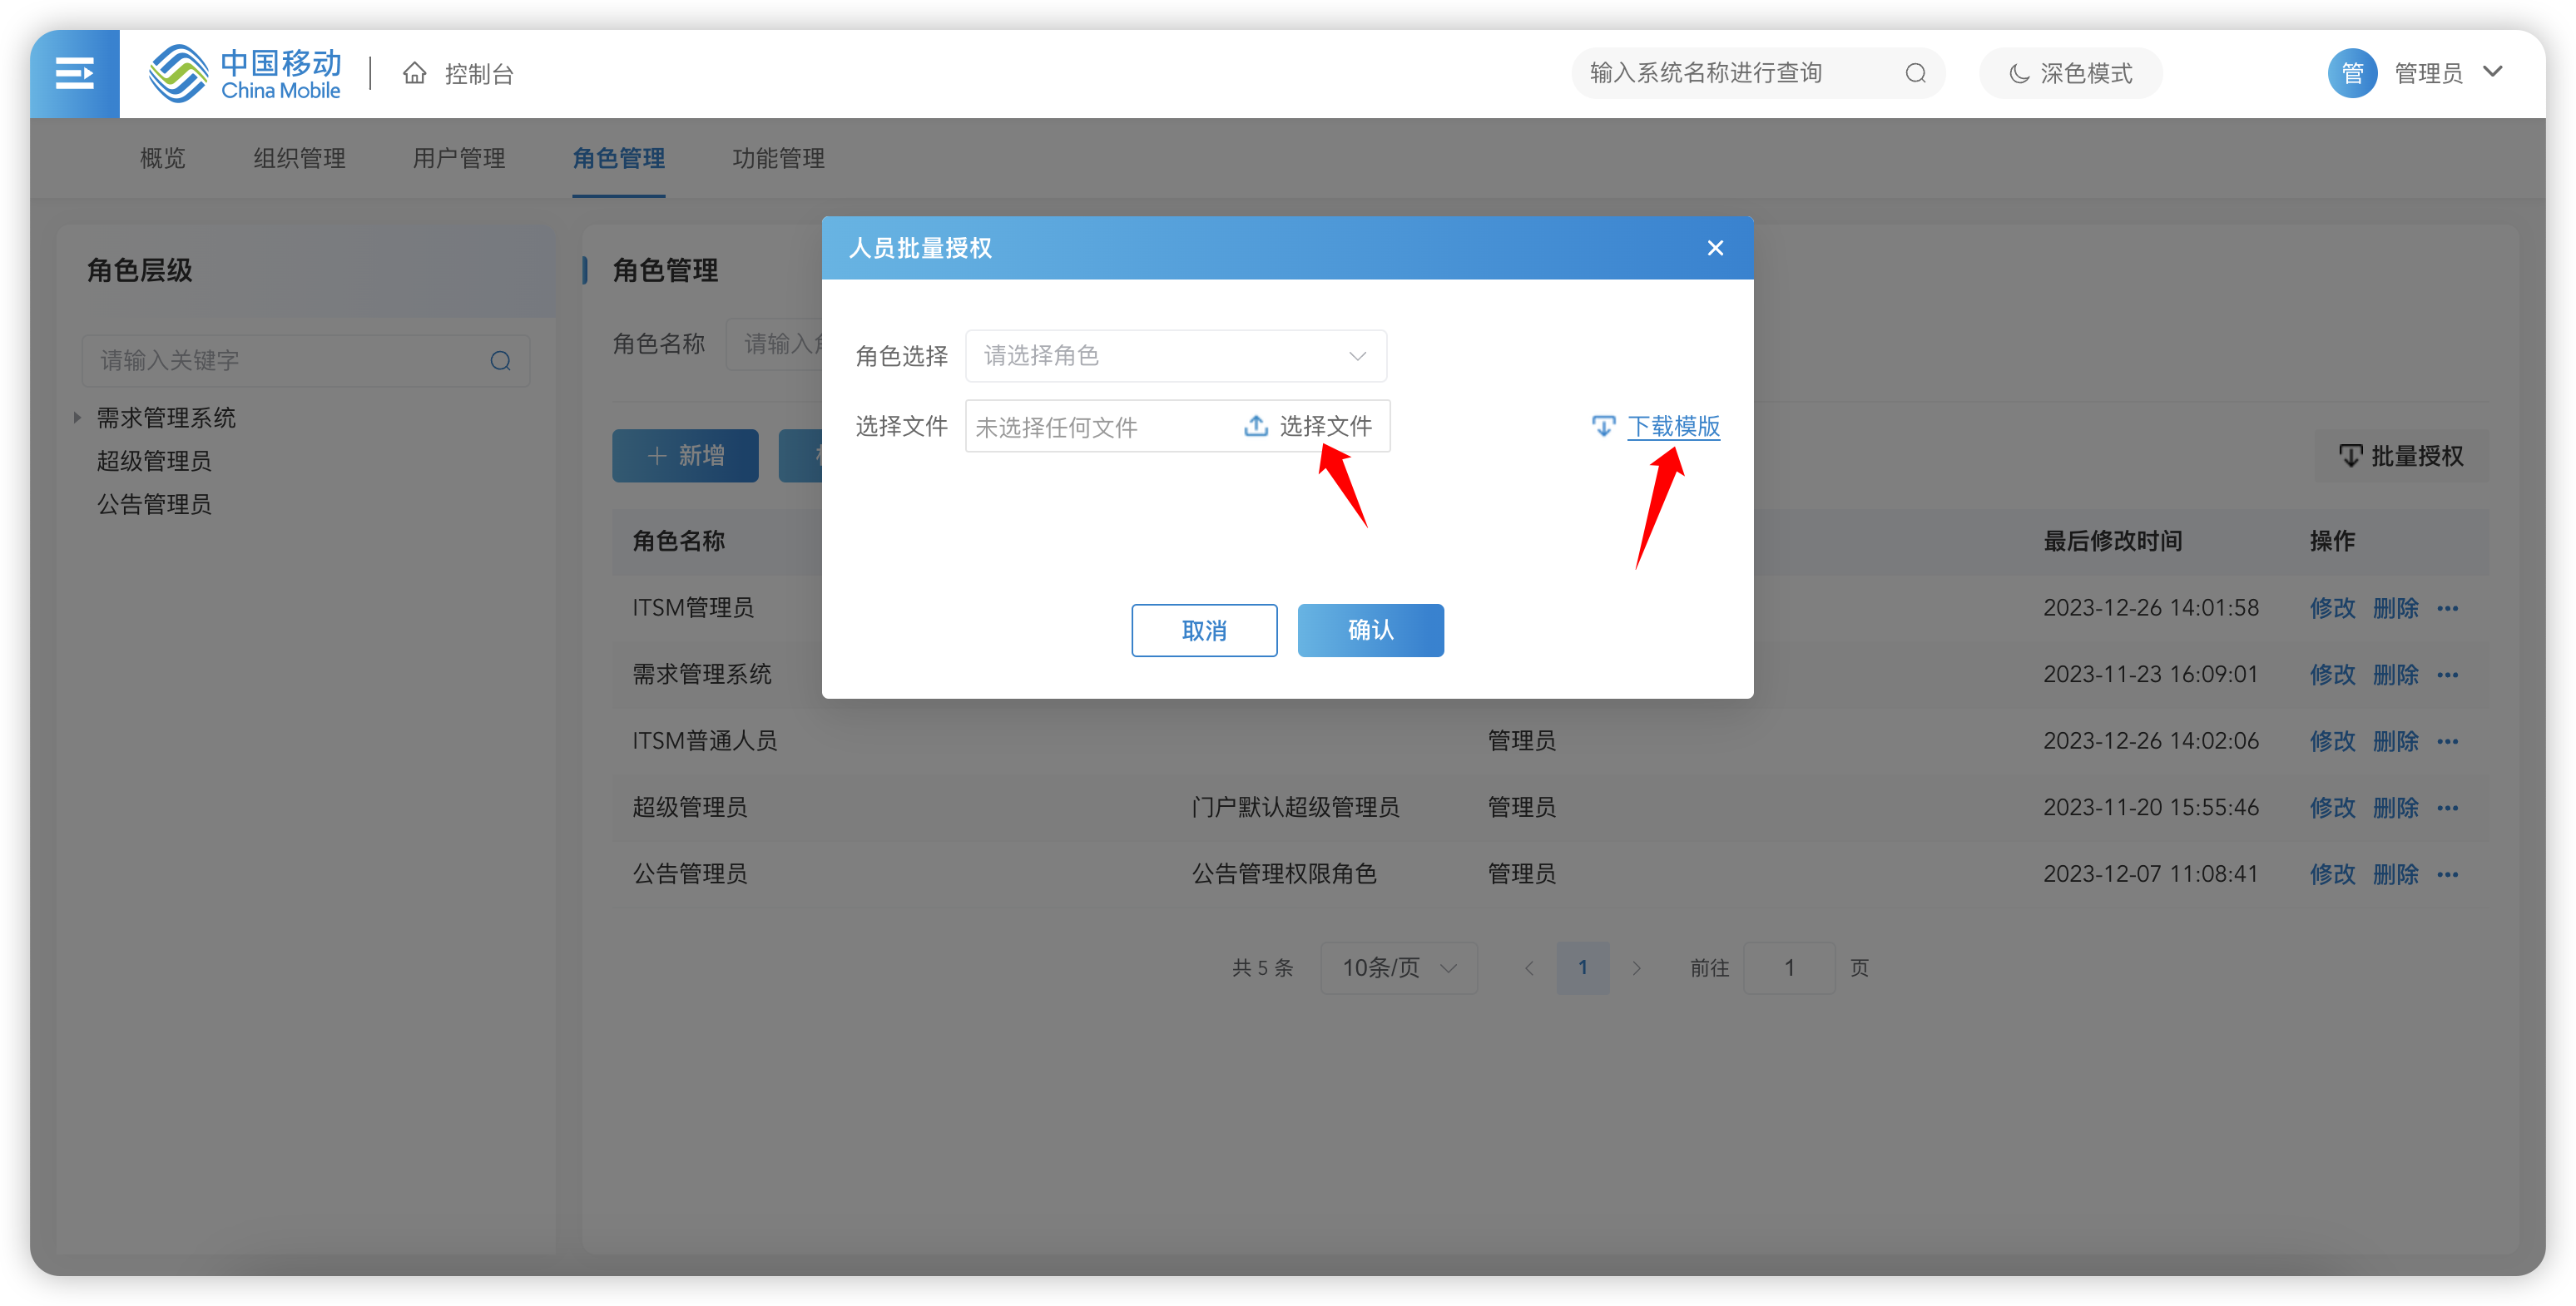 中国移动
China Mobile
控制台
输入系统名称进行查询
深色模式
管
管理员
概览
组织管理
用户管理
角色管理
功能管理
角色层级
请输入关键字
需求管理系统
超级管理员
公告管理员
角色管理
角色名称
请输入
新增
批量授权
人员批量授权
角色选择
请选择角色
选择文件
未选择任何文件
选择文件
下载模版
取消
确认
角色名称
最后修改时间
操作
ITSM管理员
2023-12-26 14:01:58
修改 删除 •••
需求管理系统
2023-11-23 16:09:01
修改 删除 •••
ITSM普通人员
管理员
2023-12-26 14:02:06
修改 删除 •••
超级管理员
门户默认超级管理员
管理员
2023-11-20 15:55:46
修改 删除 •••
公告管理员
公告管理权限角色
管理员
2023-12-07 11:08:41
修改 删除 •••
共 5 条
10条/页
1
前往
1
页